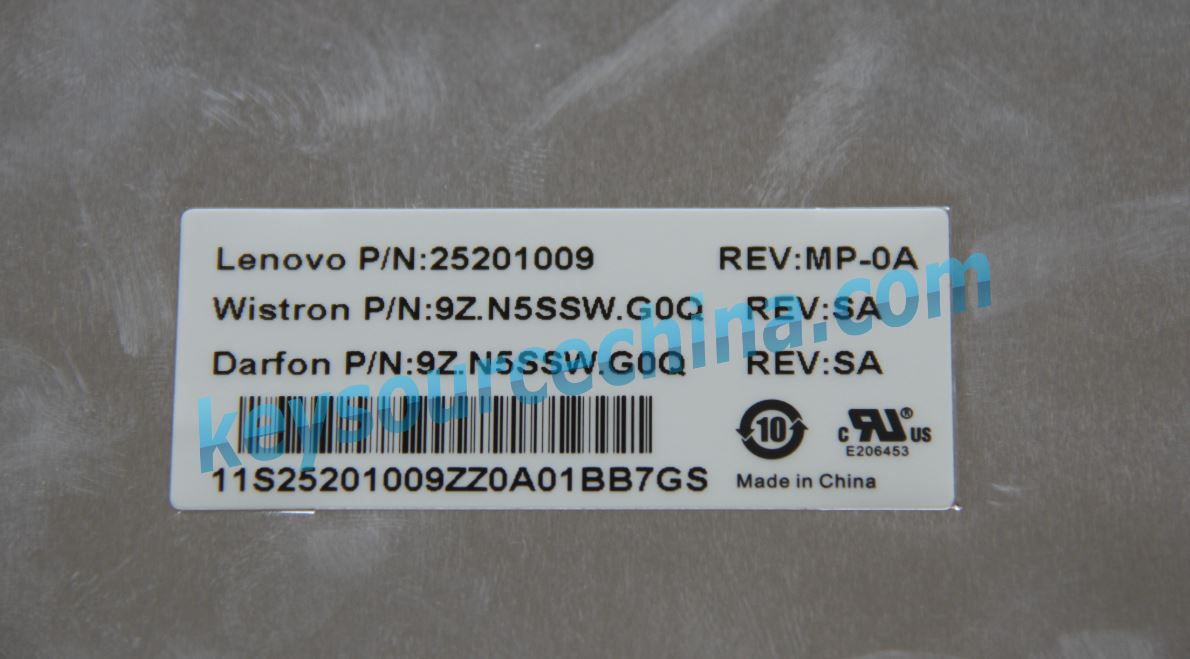 Lenovo P/N:25201009 REV:MP-0A
Wistron P/N:9Z.N5SSW.G0Q REV:SA
Darfon P/N:9Z.N5SSW.G0Q REV:SA
keysourcechina.com
10
c RU® US
E206453
11S25201009ZZ0A01BB7GS Made in China